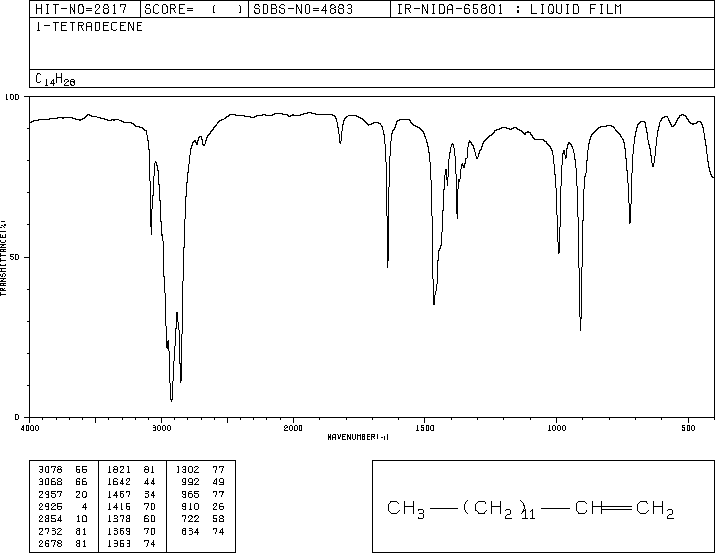 HIT-NO=2817 SCORE= ( ) SDBS-NO=4883 IR-NIDA-65801 : LIQUID FILM
1-TETRADECENE
C14H28
100
50
0
TRANSMITTANCE(%)
4000 3000 2000 1500 1000 500
WAVENUMBER(-1)
3078 66 1821 81 1302 77
3068 66 1642 44 992 49
2957 20 1467 34 965 77
2926 4 1416 70 910 26
2854 10 1378 60 722 58
2732 81 1369 70 634 74
2678 81 1363 74
CH3—(CH2)11—CH=CH2